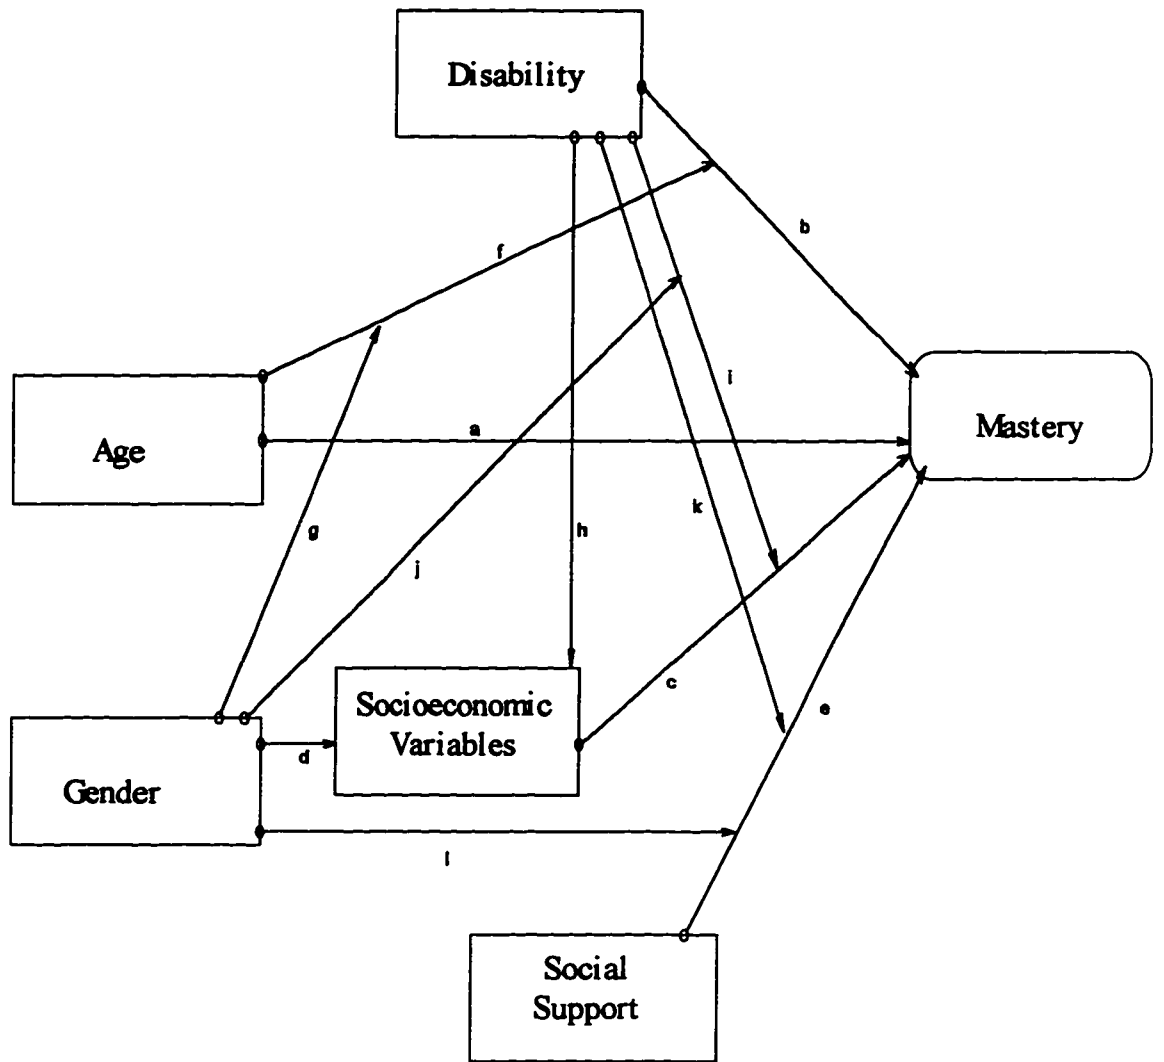 Disability
b
f
i
Mastery
a
Age
k
g
h
j
c
Socioeconomic
Variables
e
d
Gender
l
Social
Support